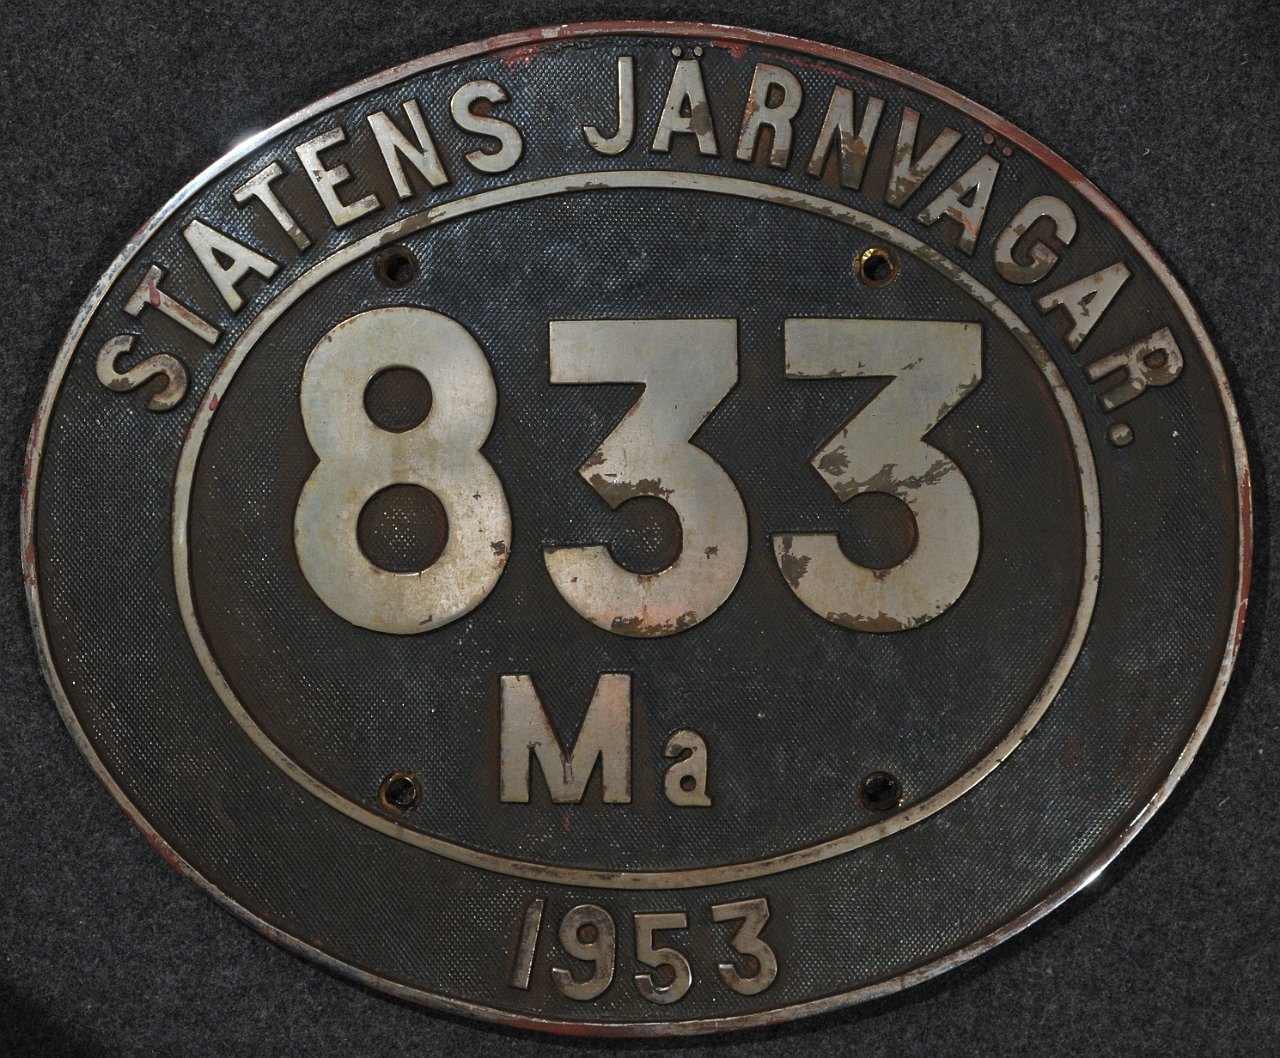 STATENS JÄRNVÄGAR.
833
Ma
1953